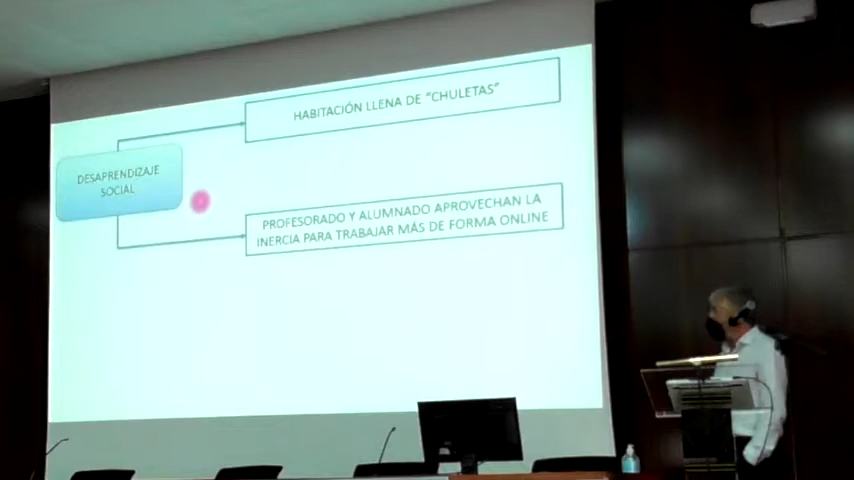 HABITACIÓN LLENA DE “CHULETAS”
DESAPRENDIZAJE
SOCIAL
PROFESORADO Y ALUMNADO APROVECHAN LA
INERCIA PARA TRABAJAR MÁS DE FORMA ONLINE